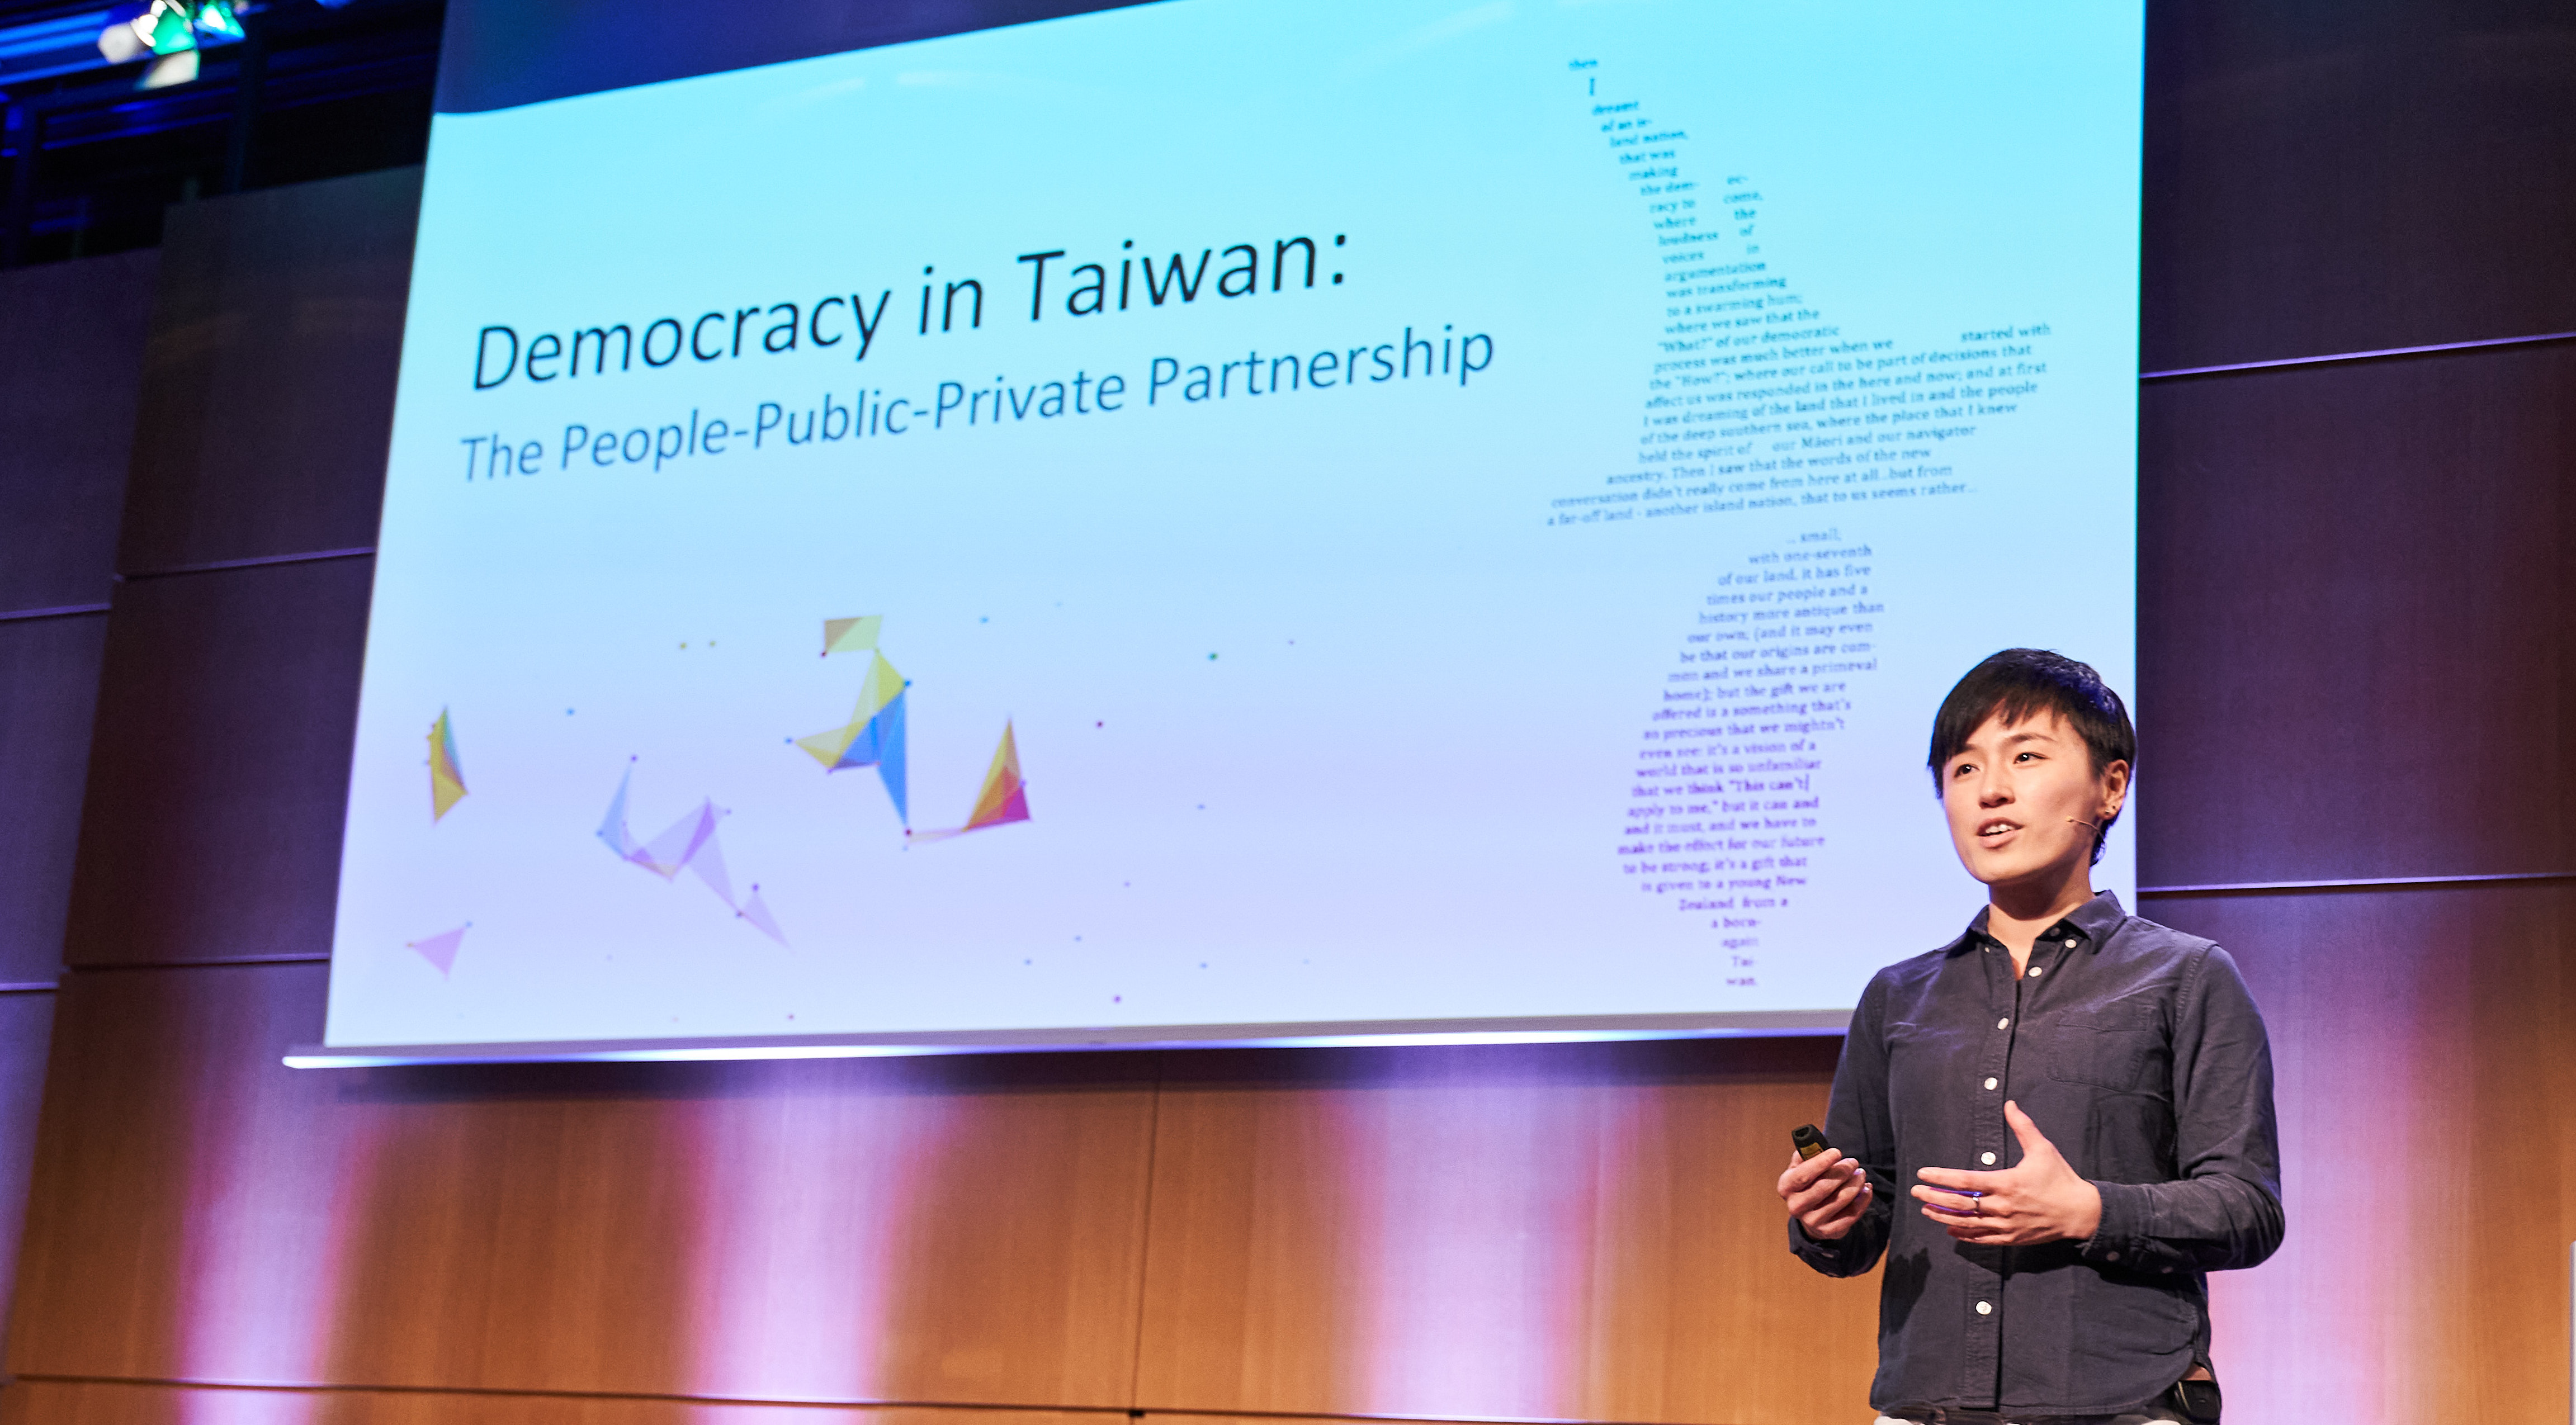 Democracy in Taiwan:
The People-Public-Private Partnership
then
I
dreamt
of an is-
land nation,
that was
making
the dem- oc-
racy to come,
where the
loudness of
voices in
argumentation
was transforming
to a swarming hum;
where we saw that the
"What?" of our democratic
process was much better when we started with
the "How?"; where our call to be part of decisions that
affect us was responded in the here and now; and at first
I was dreaming of the land that I lived in and the people
of the deep southern sea, where the place that I knew
held the spirit of our Māori and our navigator
ancestry. Then I saw that the words of the new
conversation didn't really come from here at all...but from
a far-off land - another island nation, that to us seems rather...
... small;
with one-seventh
of our land, it has five
times our people and a
history more antique than
our own; (and it may even
be that our origins are com-
mon and we share a primeval
home); but the gift we are
offered is a something that's
so precious that we mightn't
even see: it's a vision of a
world that is so unfamiliar
that we think "This can't
apply to me," but it can and
and it must, and we have to
make the effort for our future
to be strong; it's a gift that
is given to a young New
Zealand from a
a born-
again
Tai
wan.